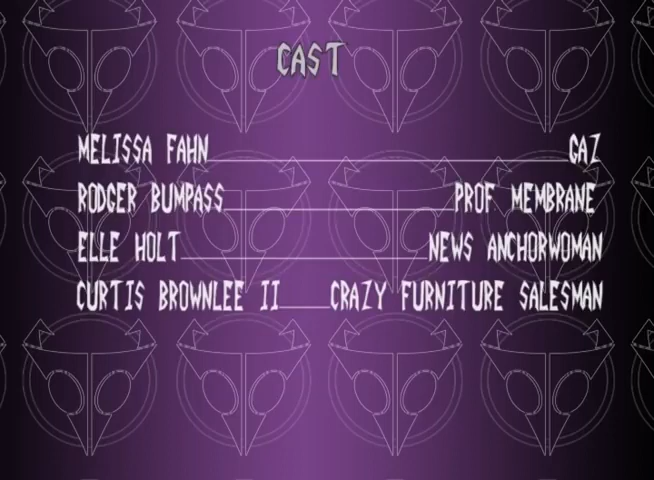 CAST
MELISSA FAHN GAZ
RODGER BUMPASS PROF MEMBRANE
ELLE HOLT NEWS ANCHORWOMAN
CURTIS BROWNLEE II CRAZY FURNITURE SALESMAN